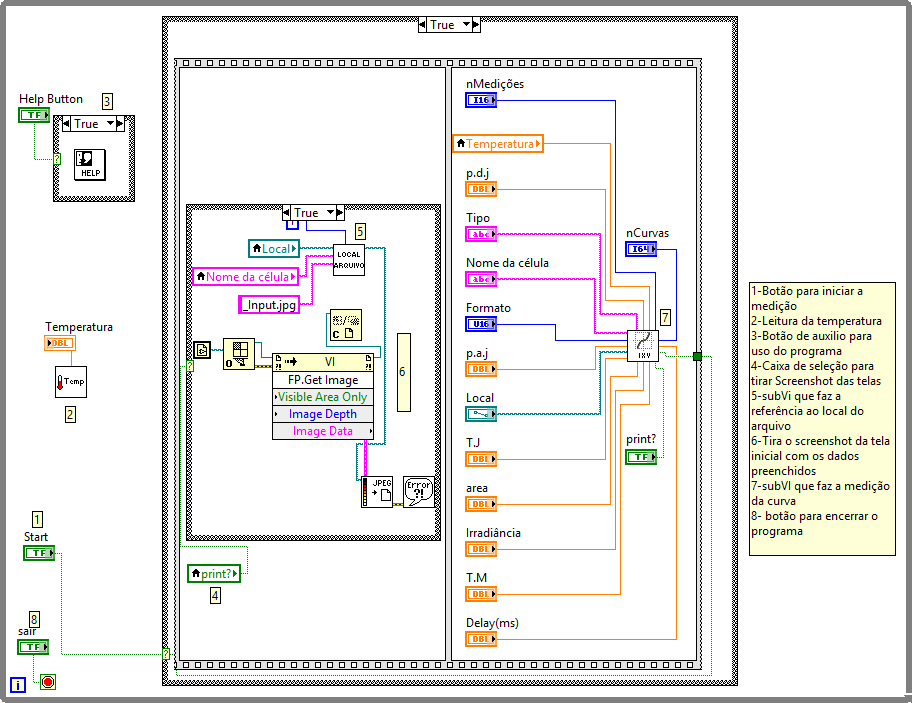 True
Help Button
3
TF
True
?
HELP
nMedições
I16
Temperatura
p.d.j
DBL
Tipo
abc
Nome da célula
abc
Formato
U16
p.a.j
DBL
Local
T.J
DBL
area
DBL
Irradiância
DBL
T.M
DBL
Delay(ms)
DBL
nCurvas
I64
7
IXV
print?
TF
True
5
Local
LOCAL
ARQUIVO
Nome da célula
_Input.jpg
C
6
VI
FP.Get Image
Visible Area Only
Image Depth
Image Data
?
JPEG
Error
?!
print?
4
Temperatura
DBL
Temp
2
1
Start
TF
8
sair
TF
?
i
1-Botão para iniciar a
medição
2-Leitura da temperatura
3-Botão de auxilio para
uso do programa
4-Caixa de seleção para
tirar Screenshot das telas
5-subVi que faz a
referência ao local do
arquivo
6-Tira o screenshot da tela
inicial com os dados
preenchidos
7-subVI que faz a medição
da curva
8- botão para encerrar o
programa